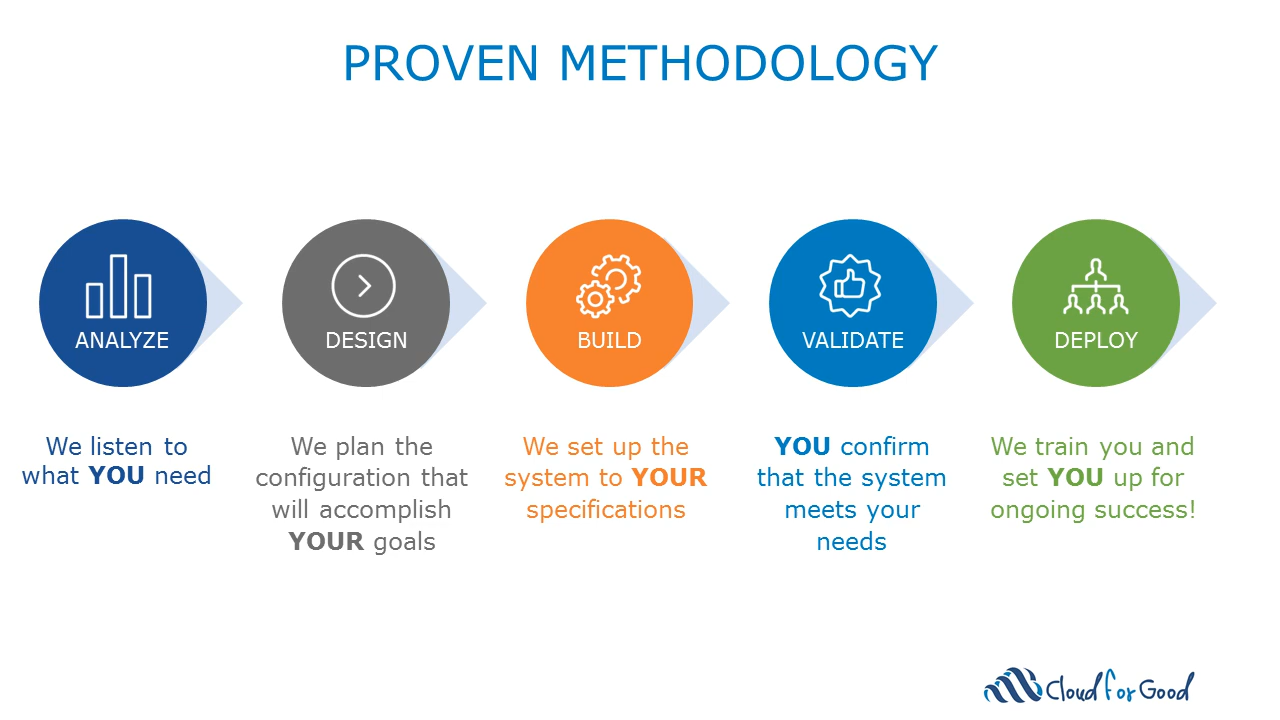 PROVEN METHODOLOGY
ANALYZE
DESIGN
BUILD
VALIDATE
DEPLOY
We listen to
what YOU need
We plan the
configuration that
will accomplish
YOUR goals
We set up the
system to YOUR
specifications
YOU confirm
that the system
meets your
needs
We train you and
set YOU up for
ongoing success!
Cloud for Good